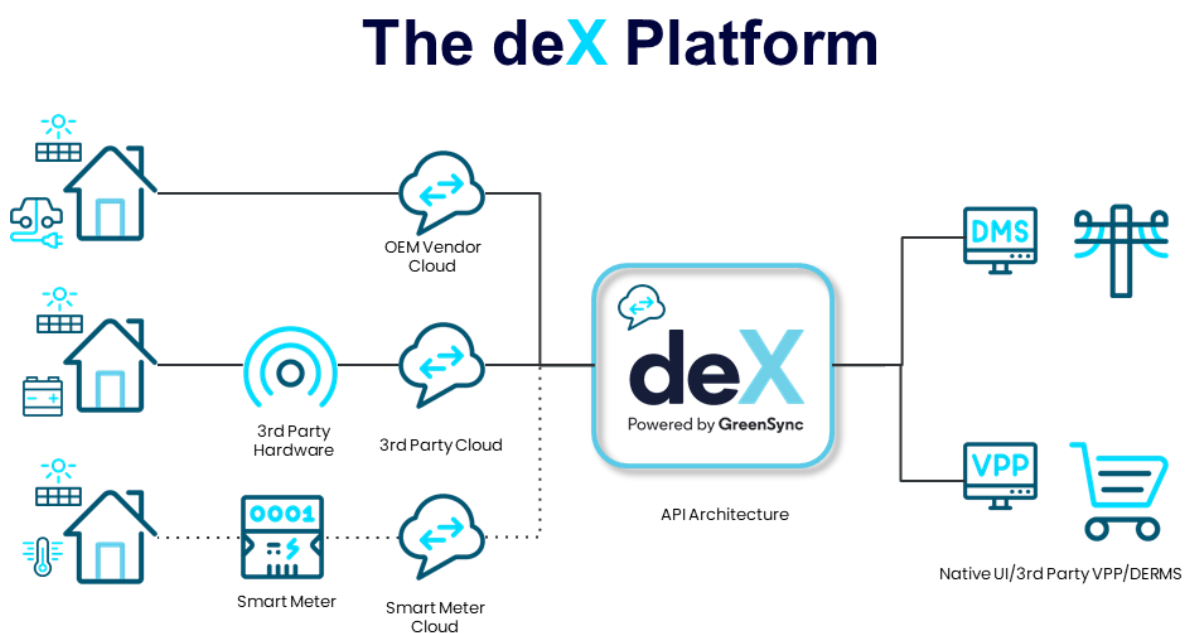 The deX Platform
OEM Vendor
Cloud
DMS
deX
Powered by GreenSync
3rd Party
Hardware
3rd Party Cloud
VPP
0001
API Architecture
Native UI/3rd Party VPP/DERMS
Smart Meter
Smart Meter
Cloud